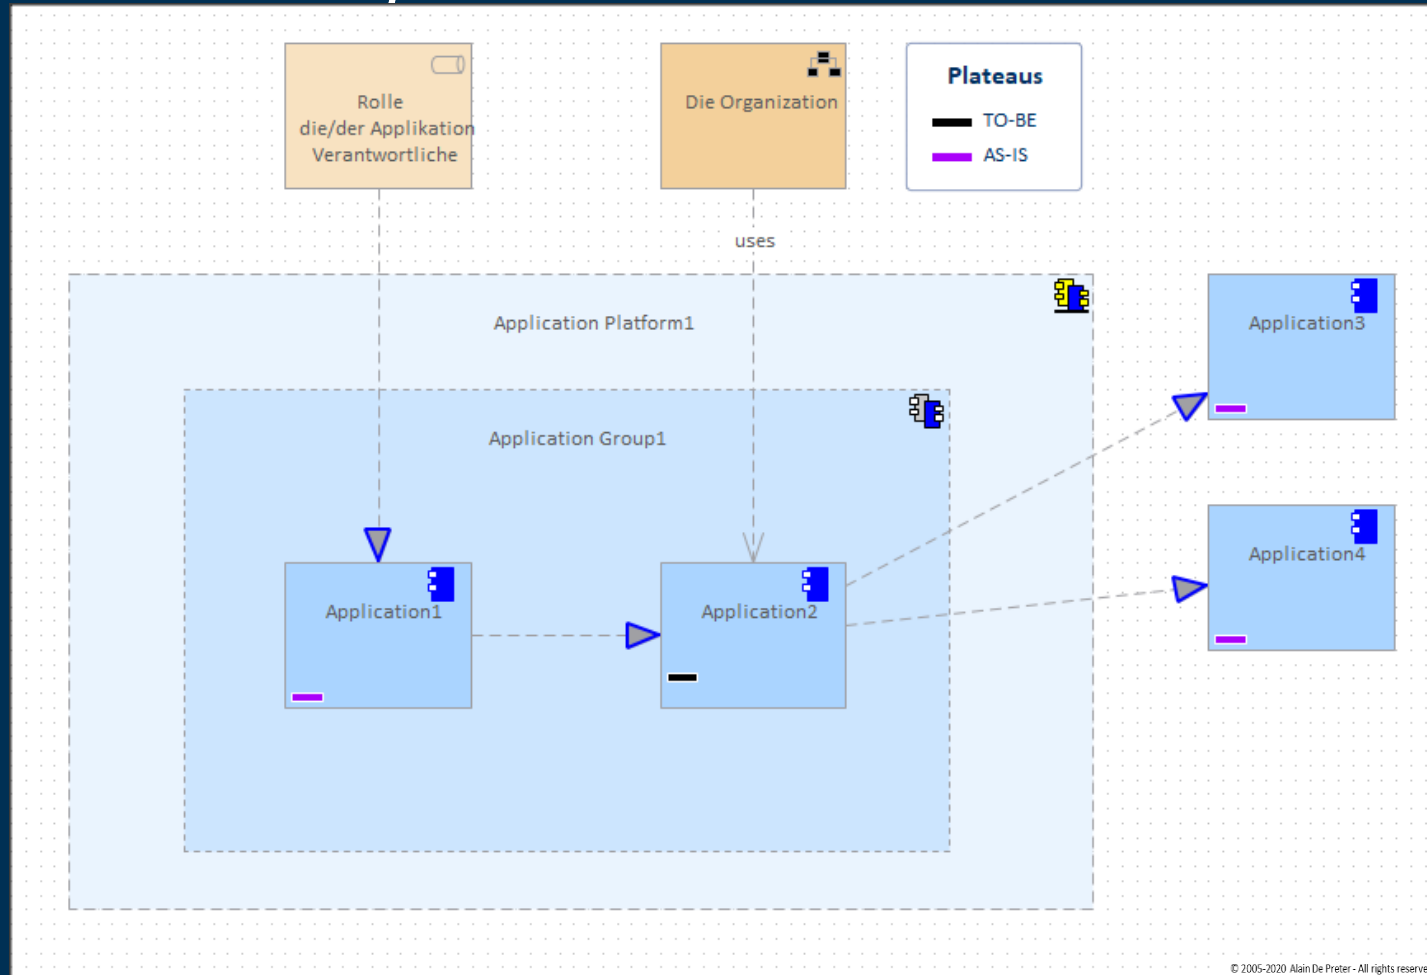 Rolle
die/der Applikation
Verantwortliche
Die Organization
Plateaus
TO-BE
AS-IS
uses
Application Platform1
Application3
Application Group1
Application4
Application1
Application2
© 2005-2020 Alain De Preter - All rights reserve